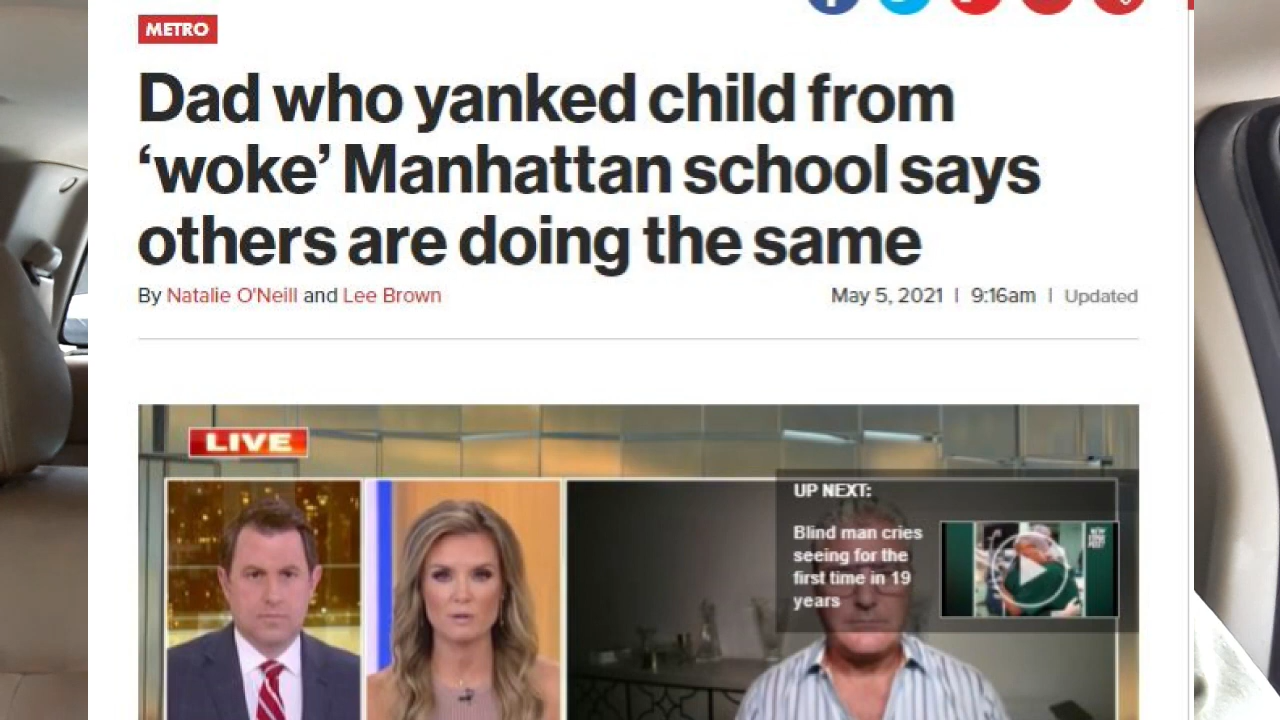 METRO
Dad who yanked child from
‘woke’ Manhattan school says
others are doing the same
By Natalie O'Neill and Lee Brown
May 5, 2021 | 9:16am | Updated
LIVE
UP NEXT:
Blind man cries
seeing for the
first time in 19
years